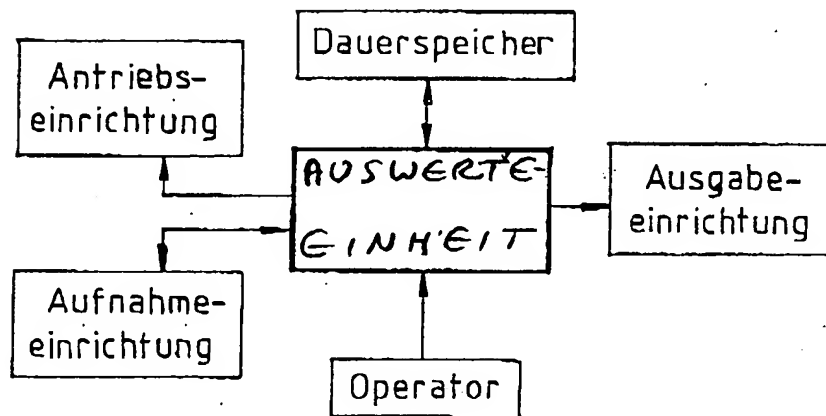 Dauerspeicher
Antriebs-
einrichtung
AUSWERTE-
EINHEIT
Ausgabe-
einrichtung
Aufnahme-
einrichtung
Operator